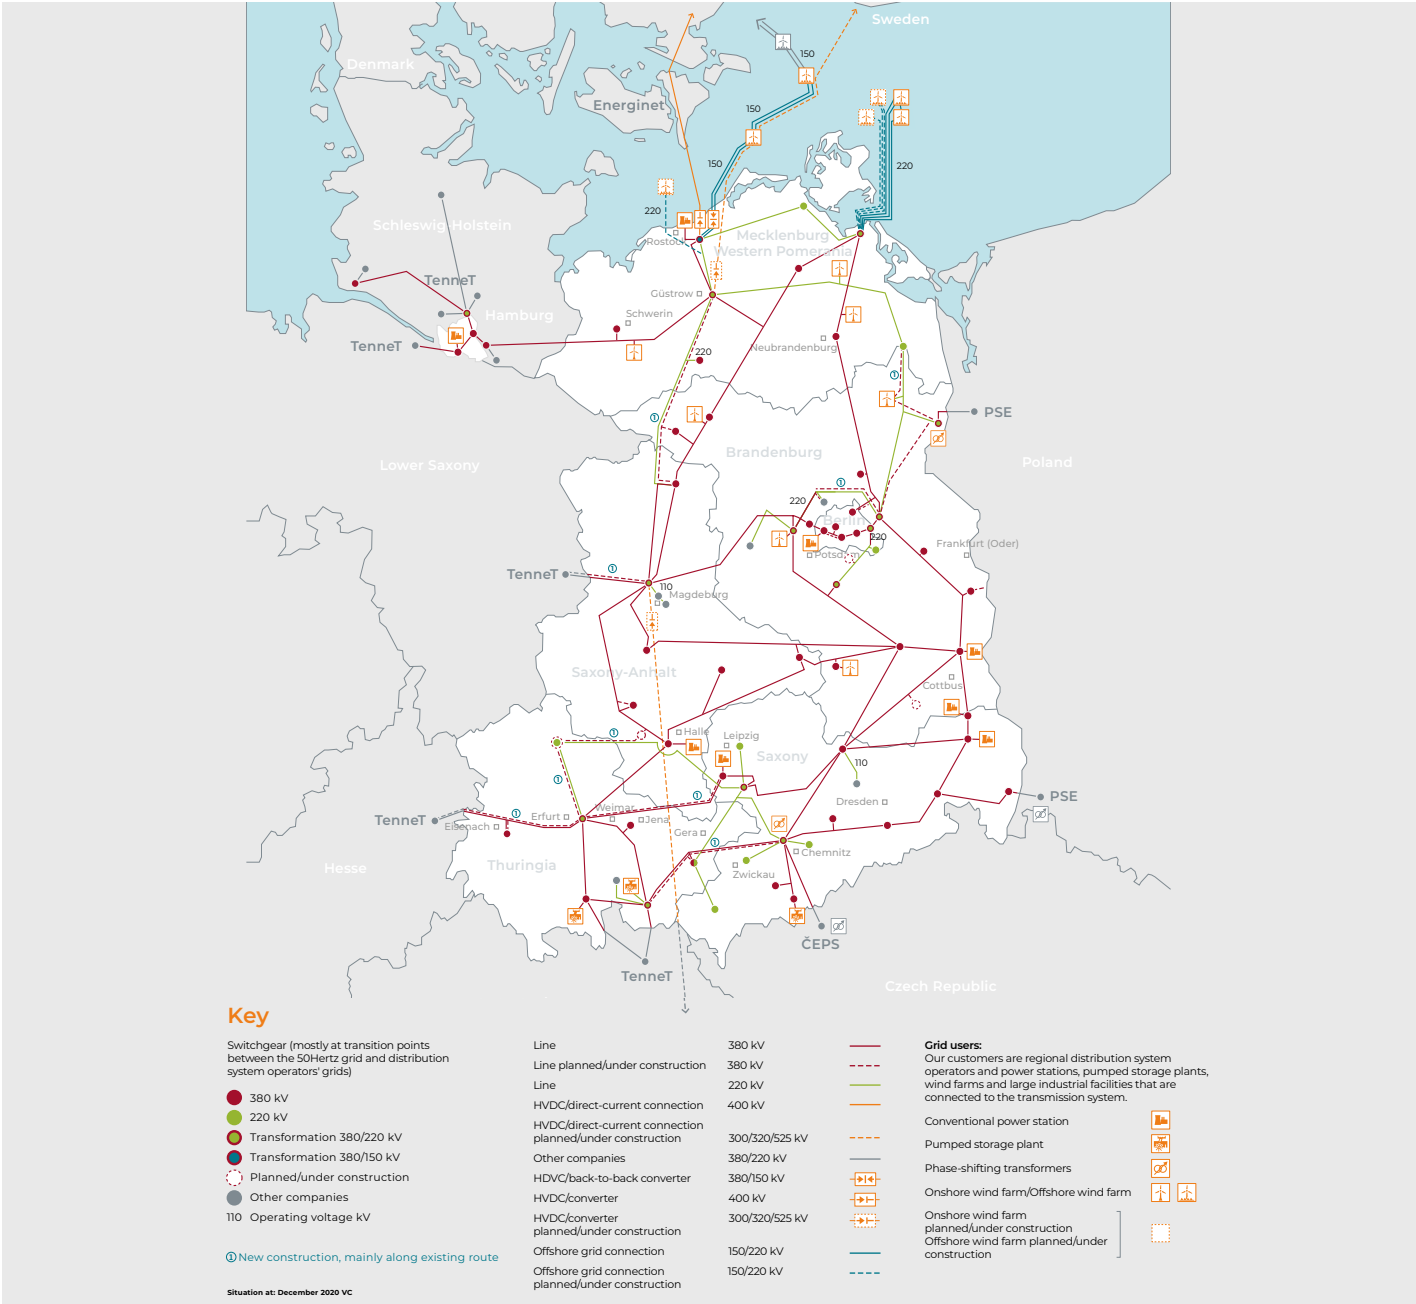 Sweden
150
Denmark
Energinet
150
150
220
220
Schleswig-Holstein
Rostock
Mecklenburg
Western Pomerania
TenneT
Güstrow
Hamburg
Schwerin
TenneT
Neubrandenburg
220
1
1
PSE
Brandenburg
Lower Saxony
Poland
1
220
Berlin
220
Frankfurt (Oder)
Potsdam
TenneT
1
110
Magdeburg
Saxony-Anhalt
Cottbus
1
Halle
Leipzig
Saxony
110
1
1
PSE
Dresden
TenneT
1
Erfurt
Weimar
Jena
Eisenach
Gera
1
Chemnitz
Hesse
Thuringia
Zwickau
ČEPS
TenneT
Czech Republic
Key
Switchgear (mostly at transition points
between the 50Hertz grid and distribution
system operators' grids)
380 kV
220 kV
Transformation 380/220 kV
Transformation 380/150 kV
Planned/under construction
Other companies
110 Operating voltage kV
1 New construction, mainly along existing route
Situation at: December 2020 VC
Line 380 kV
Line planned/under construction 380 kV
Line 220 kV
HVDC/direct-current connection 400 kV
HVDC/direct-current connection
planned/under construction 300/320/525 kV
Other companies 380/220 kV
HDVC/back-to-back converter 380/150 kV
HVDC/converter 400 kV
HVDC/converter 300/320/525 kV
planned/under construction
Offshore grid connection 150/220 kV
Offshore grid connection 150/220 kV
planned/under construction
Grid users:
Our customers are regional distribution system
operators and power stations, pumped storage plants,
wind farms and large industrial facilities that are
connected to the transmission system.
Conventional power station
Pumped storage plant
Phase-shifting transformers
Onshore wind farm/Offshore wind farm
Onshore wind farm
planned/under construction
Offshore wind farm planned/under
construction